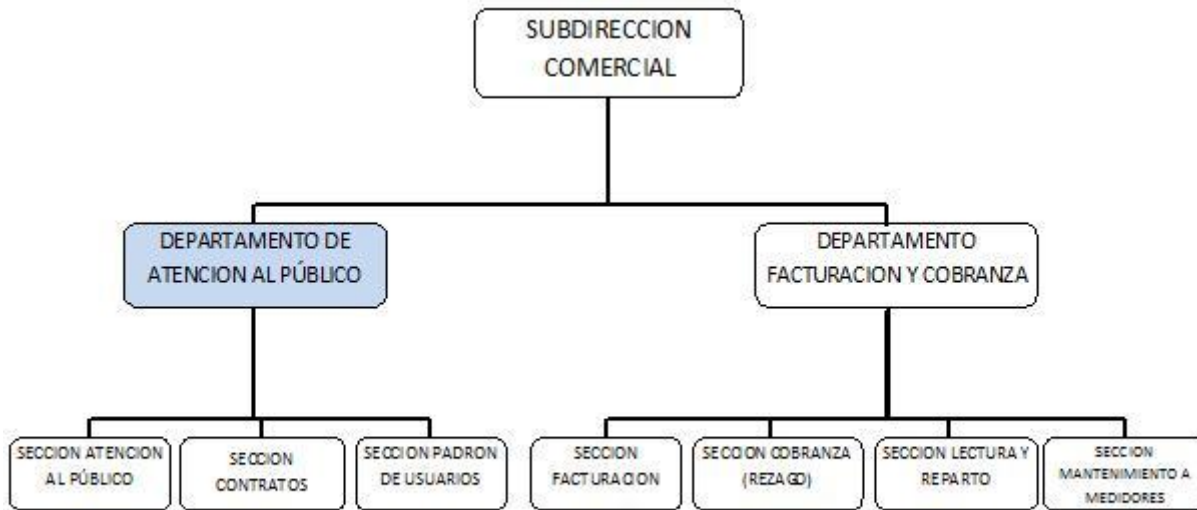 SUBDIRECCION
COMERCIAL
DEPARTAMENTO DE
ATENCION AL PÚBLICO
DEPARTAMENTO
FACTURACION Y COBRANZA
SECCION ATENCION
AL PÚBLICO
SECCION
CONTRATOS
SECCION PADRON
DE USUARIOS
SECCION
FACTURACION
SECCION COBRANZA
(REZAGO)
SECCION LECTURA Y
REPARTO
SECCION
MANTENIMIENTO A
MEDIDORES